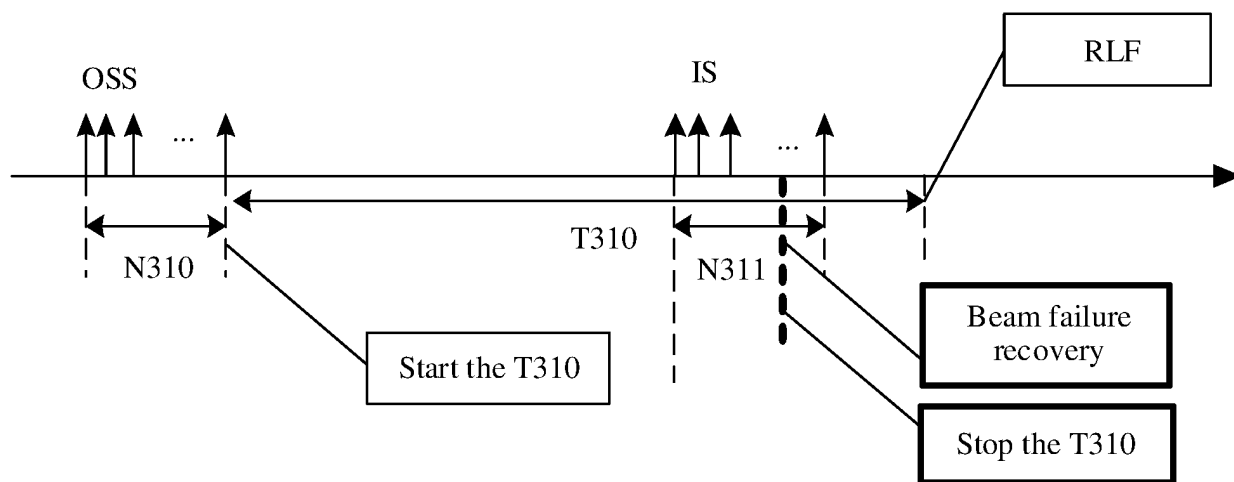 RLF
OSS
IS
...
...
T310
N310
N311
Start the T310
Beam failure
recovery
Stop the T310